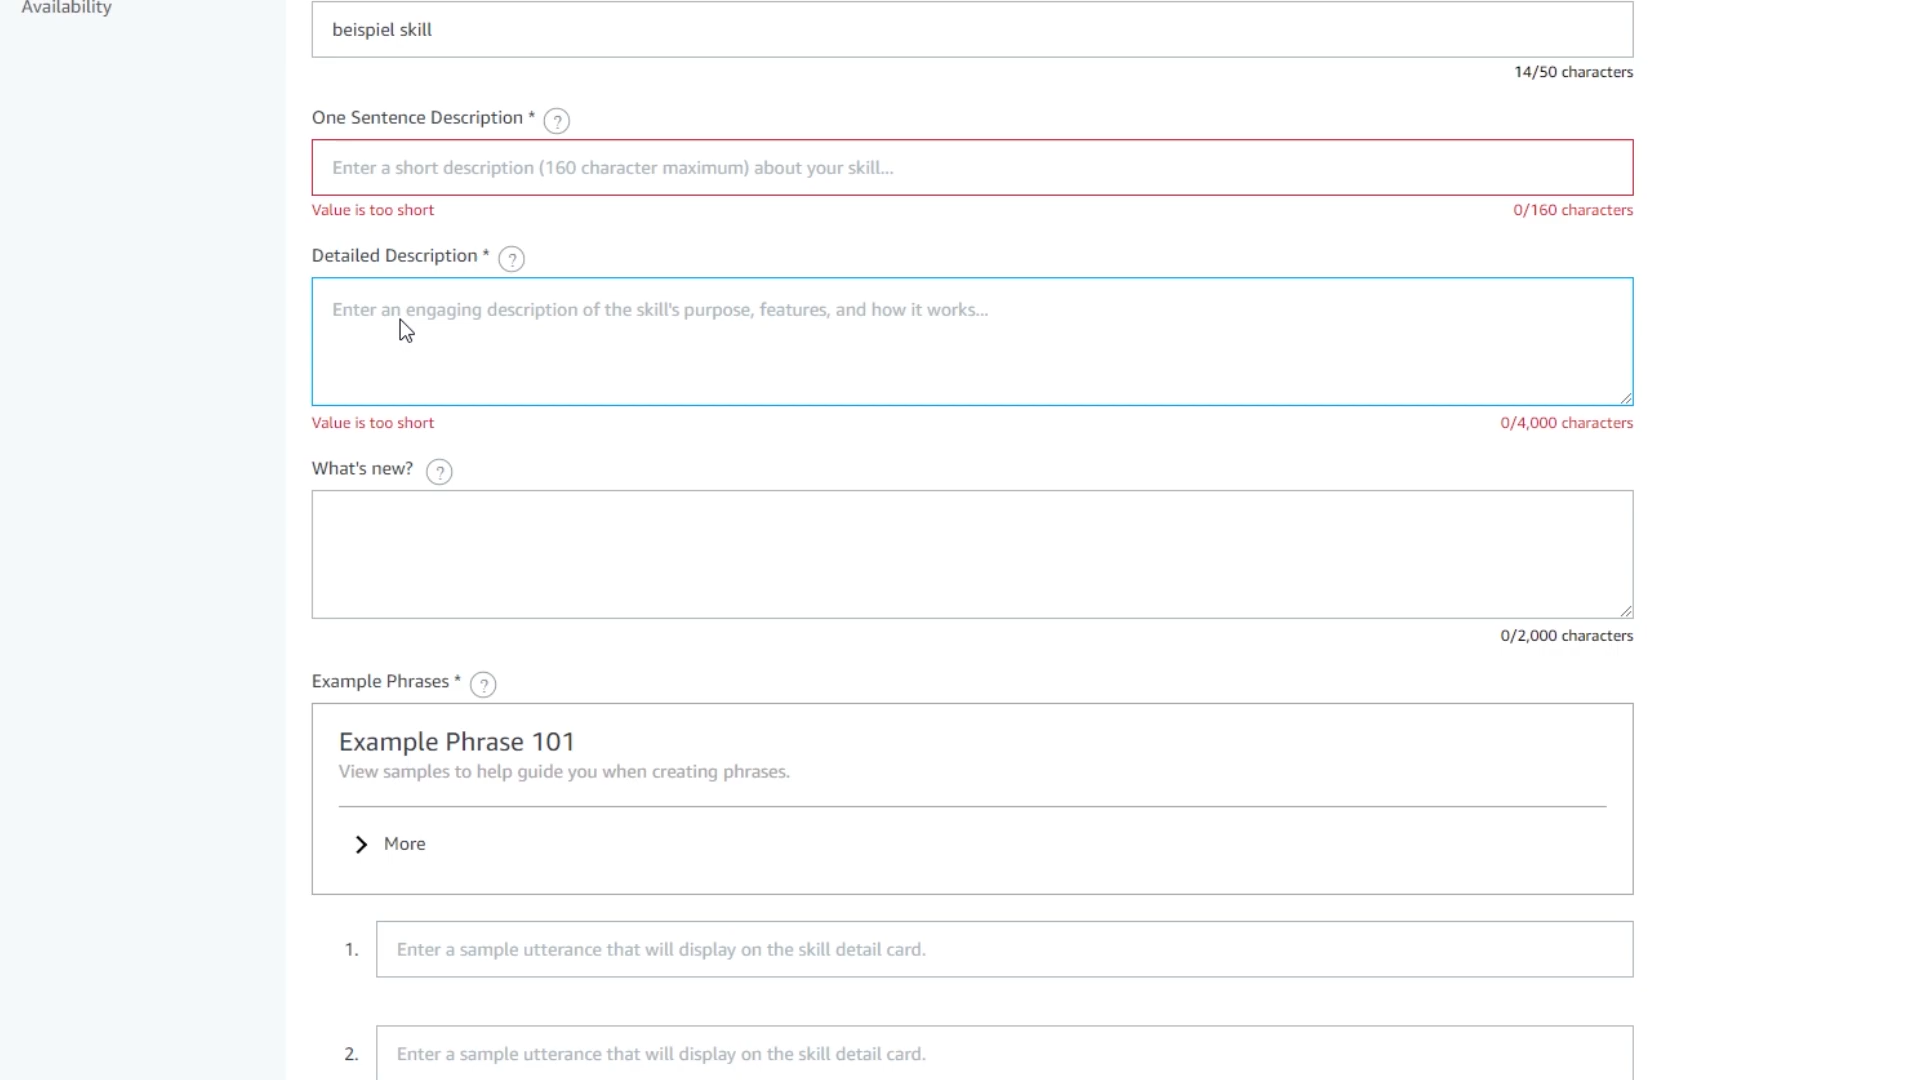 Availability
beispiel skill
14/50 characters
One Sentence Description * ?
Enter a short description (160 character maximum) about your skill...
Value is too short 0/160 characters
Detailed Description * ?
Enter an engaging description of the skill's purpose, features, and how it works...
Value is too short 0/4,000 characters
What's new? ?
0/2,000 characters
Example Phrases * ?
Example Phrase 101
View samples to help guide you when creating phrases.
More
1. Enter a sample utterance that will display on the skill detail card.
2. Enter a sample utterance that will display on the skill detail card.